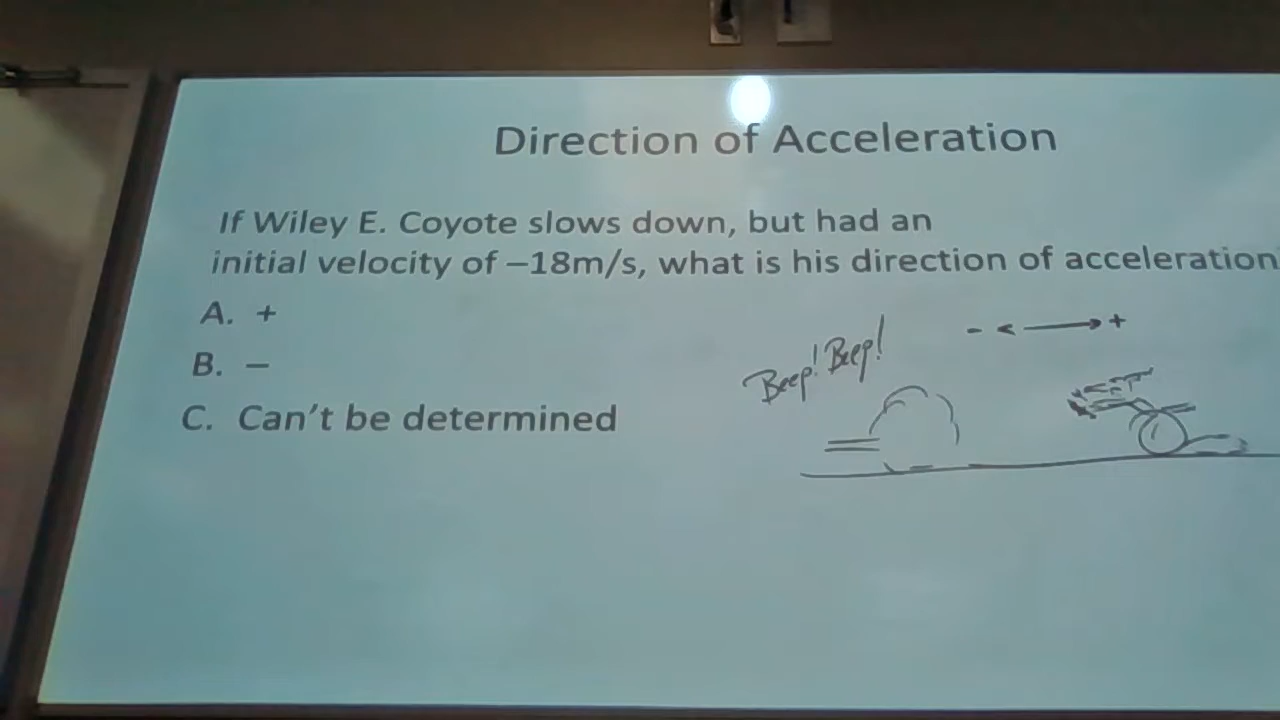 Direction of Acceleration
If Wiley E. Coyote slows down, but had an
initial velocity of –18m/s, what is his direction of acceleration
A. +
B. –
C. Can't be determined
- +
Beep! Beep!